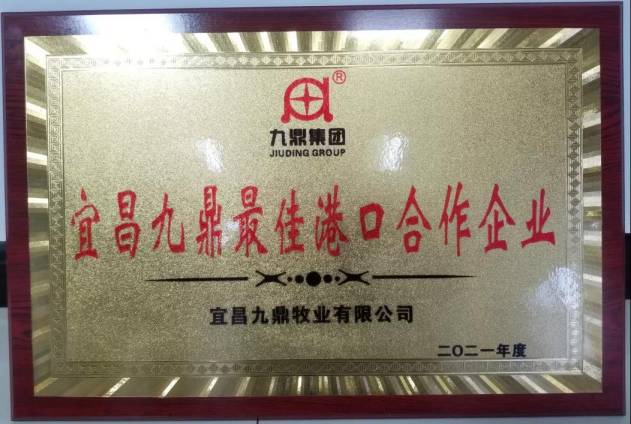 ®
九鼎集团
JIUDING GROUP
宜昌九鼎最佳港口合作企业
宜昌九鼎牧业有限公司
二〇二一年度